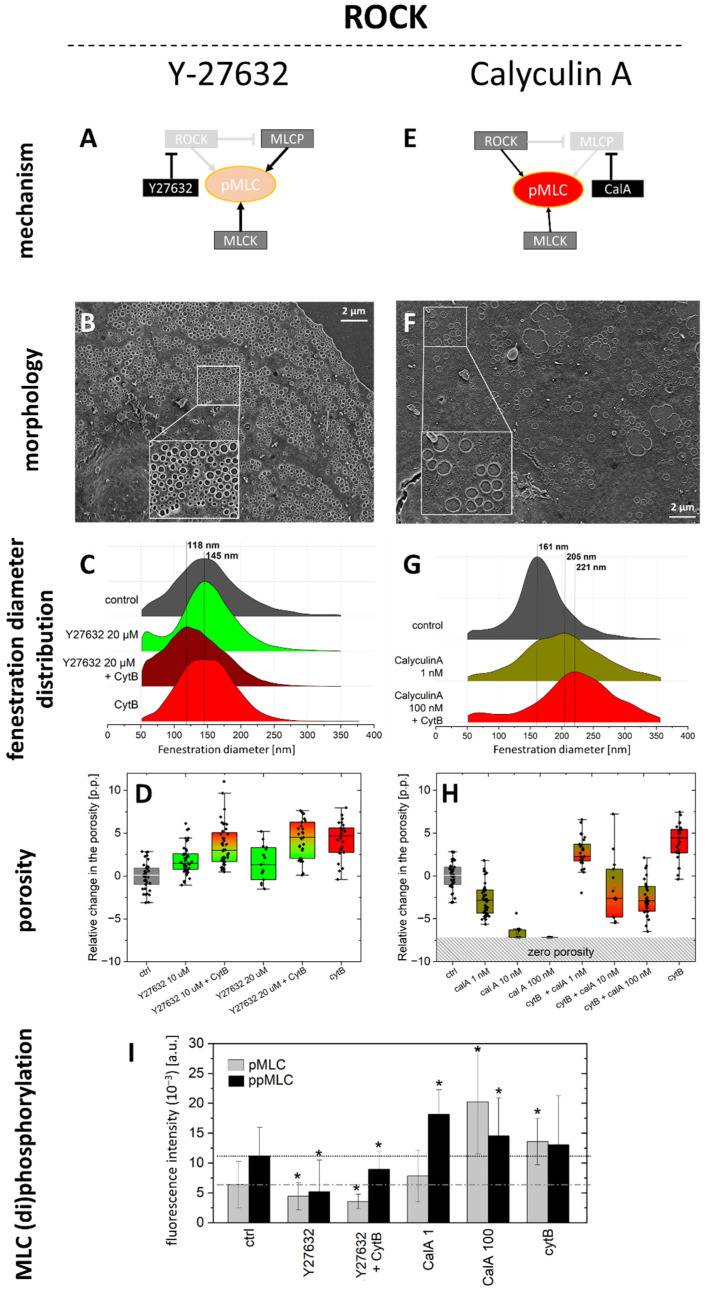 ROCK
Y-27632
Calyculin A
mechanism
A
ROCK
MLCP
Y27632
pMLC
MLCK
E
ROCK
MLCP
pMLC
CalA
MLCK
morphology
B
2 µm
F
2 µm
fenestration diameter
distribution
C
118 nm
145 nm
control
Y27632 20 µM
Y27632 20 µM
+ CytB
CytB
0 50 100 150 200 250 300 350 400
Fenestration diameter [nm]
G
161 nm
205 nm
221 nm
control
CalyculinA
1 nM
CalyculinA
100 nM
+ CytB
0 50 100 150 200 250 300 350 400
Fenestration diameter [nm]
porosity
D
Relative change in the porosity [p.p.]
10
5
0
−5
−10
ctrl
Y27632 10 uM
Y27632 10 uM + CytB
Y27632 20 uM
Y27632 20 uM + CytB
cytB
H
Relative change in the porosity [p.p.]
10
5
0
−5
−10
zero porosity
ctrl
calA 1 nM
cal A 10 nM
cal A 100 nM
cytB + calA 1 nM
cytB + calA 10 nM
cytB + calA 100 nM
cytB
MLC (di)phosphorylation
I
fluorescence intensity (10⁻³) [a.u.]
30
25
20
15
10
5
0
pMLC
ppMLC
* * * * * * * *
ctrl
Y27632
Y27632
+ CytB
CalA 1
CalA 100
cytB